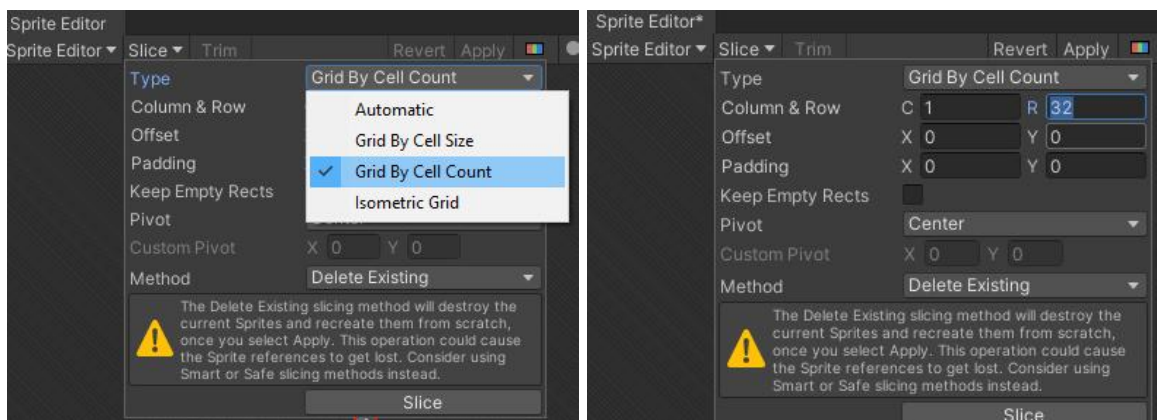 Sprite Editor
Sprite Editor Slice Trim Revert Apply
Type Grid By Cell Count
Automatic
Column & Row
Grid By Cell Size
Offset
Grid By Cell Count
Padding
Isometric Grid
Keep Empty Rects
Pivot
Custom Pivot X 0 Y 0
Method Delete Existing
The Delete Existing slicing method will destroy the
current Sprites and recreate them from scratch,
once you select Apply. This operation could cause
the Sprite references to get lost. Consider using
Smart or Safe slicing methods instead.
Slice
Sprite Editor*
Sprite Editor Slice Trim Revert Apply
Type Grid By Cell Count
Column & Row C 1 R 32
Offset X 0 Y 0
Padding X 0 Y 0
Keep Empty Rects
Pivot Center
Custom Pivot X 0 Y 0
Method Delete Existing
The Delete Existing slicing method will destroy the
current Sprites and recreate them from scratch,
once you select Apply. This operation could cause
the Sprite references to get lost. Consider using
Smart or Safe slicing methods instead.
Slice